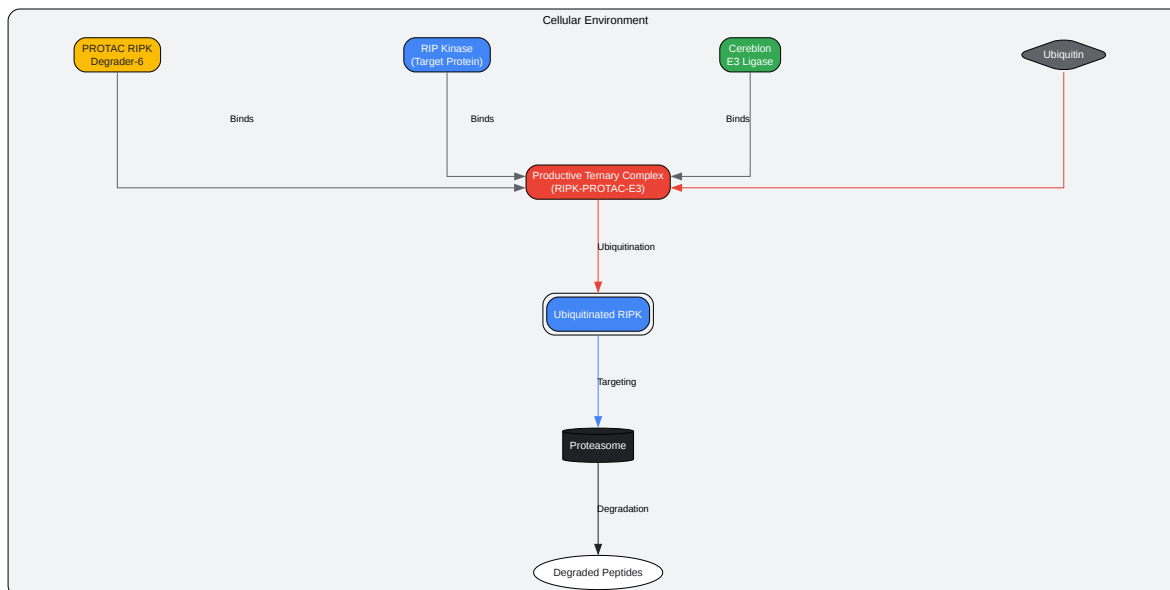 Cellular Environment
PROTAC RIPK
Degrader-6
RIP Kinase
(Target Protein)
Cereblon
E3 Ligase
Ubiquitin
Binds
Binds
Binds
Productive Ternary Complex
(RIPK-PROTAC-E3)
Ubiquitination
Ubiquitinated RIPK
Targeting
Proteasome
Degradation
Degraded Peptides